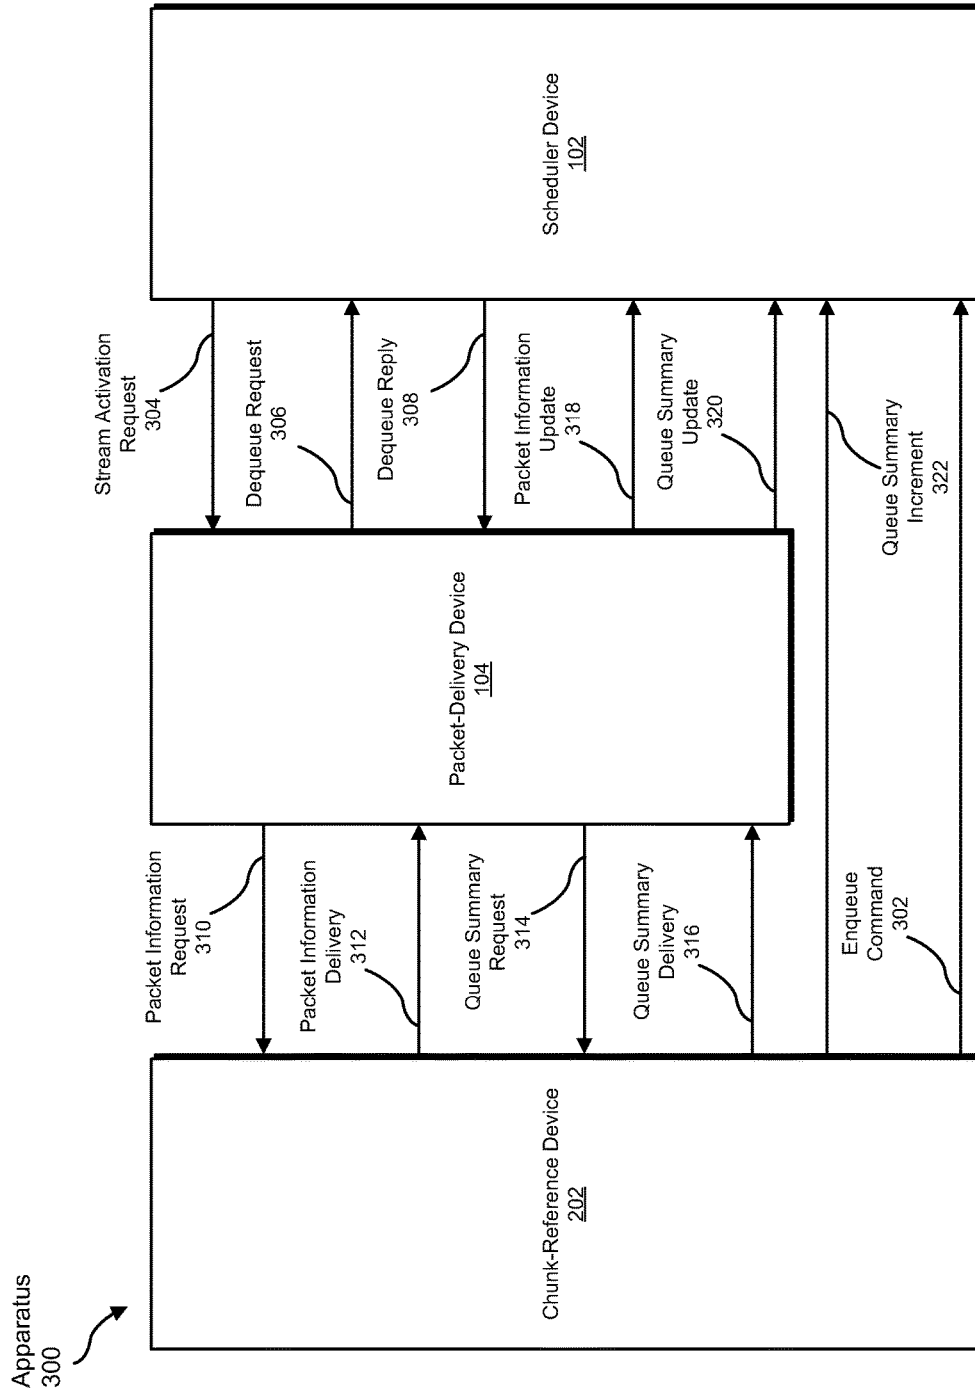 Apparatus
300
Chunk-Reference Device
202
Packet Information
Request
310
Packet Information
Delivery
312
Queue Summary
Request
314
Queue Summary
Delivery
316
Enqueue
Command
302
Packet-Delivery Device
104
Stream Activation
Request
304
Dequeue Request
306
Dequeue Reply
308
Packet Information
Update
318
Queue Summary
Update
320
Queue Summary
Increment
322
Scheduler Device
102